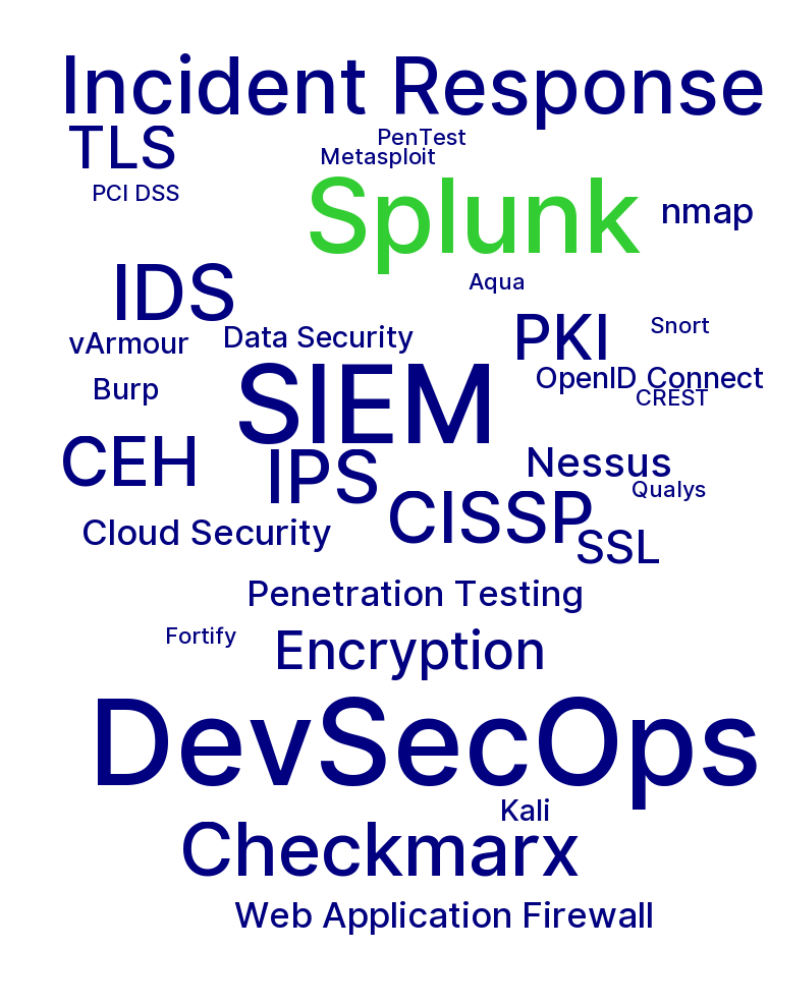 Incident Response
TLS
PenTest
Metasploit
PCI DSS
Splunk
nmap
IDS
Aqua
vArmour
Data Security
PKI
Snort
Burp
SIEM
OpenID Connect
CREST
CEH
IPS
Nessus
Qualys
CISSP
Cloud Security
SSL
Penetration Testing
Fortify
Encryption
DevSecOps
Kali
Checkmarx
Web Application Firewall